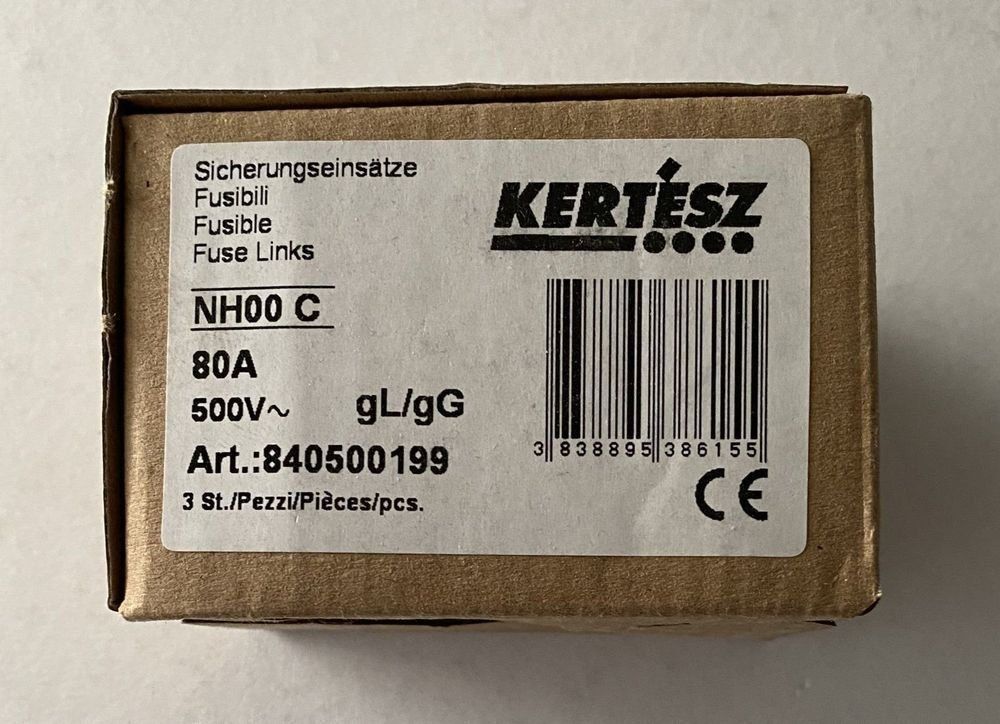 Sicherungseinsätze
Fusibili
Fusible
Fuse Links
KERTÉSZ
NH00 C
80A
500V~ gL/gG
Art.:840500199
3 St./Pezzi/Pièces/pcs.
3 838895 386155
CE